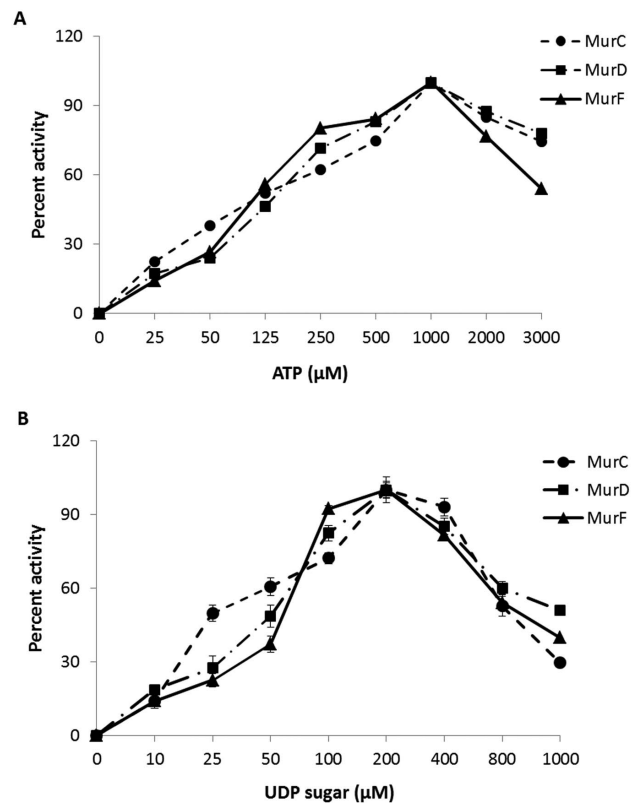 A
120
90
60
30
0
Percent activity
0 25 50 125 250 500 1000 2000 3000
ATP (µM)
MurC
MurD
MurF
B
120
90
60
30
0
Percent activity
0 10 25 50 100 200 400 800 1000
UDP sugar (µM)
MurC
MurD
MurF